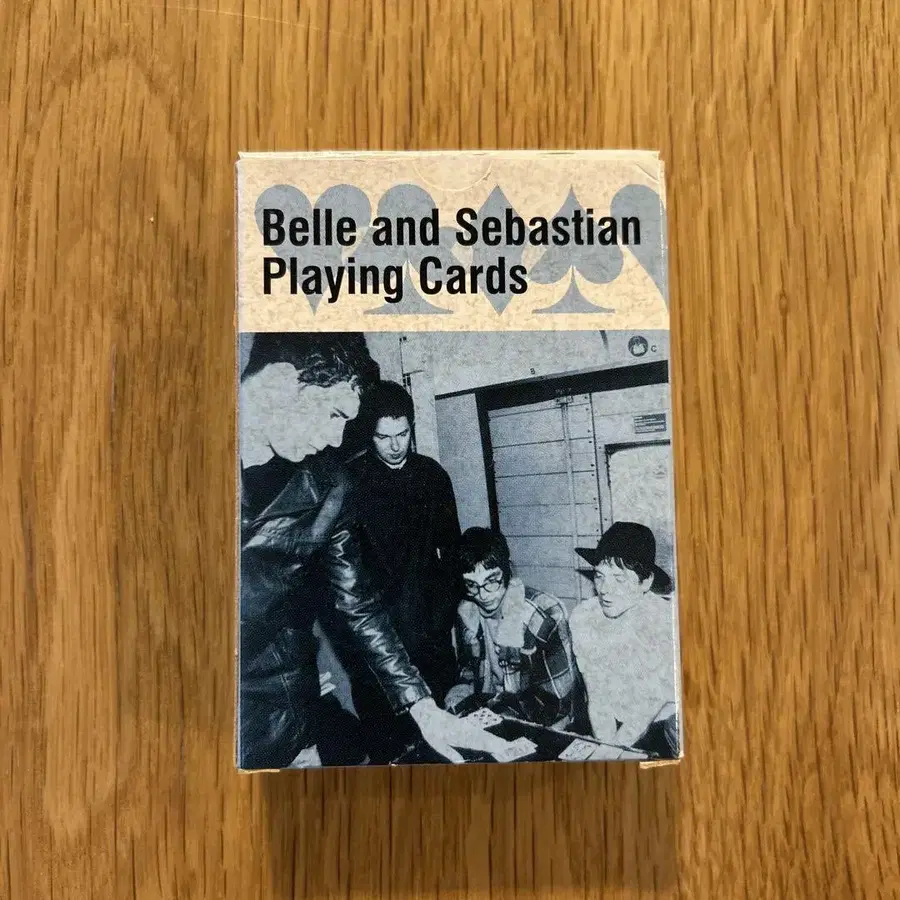 Belle and Sebastian
Playing Cards
B
C